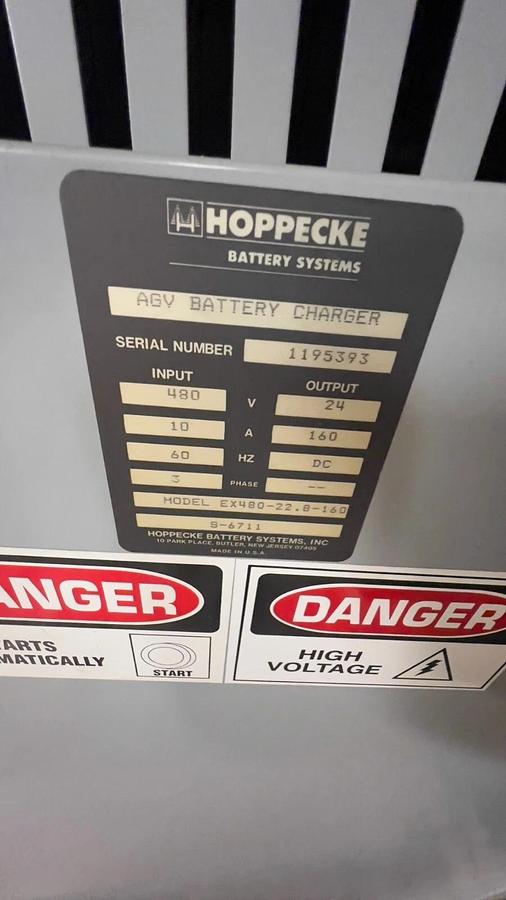 HOPPECKE
BATTERY SYSTEMS
AGV BATTERY CHARGER
SERIAL NUMBER 1195393
INPUT OUTPUT
480 V 24
10 A 160
60 HZ DC
3 PHASE --
MODEL EX480-22.8-160
S-6711
HOPPECKE BATTERY SYSTEMS, INC
10 PARK PLACE, BUTLER, NEW JERSEY 07405
MADE IN U.S.A.
ANGER
ARTS
MATICALLY
START
DANGER
HIGH
VOLTAGE